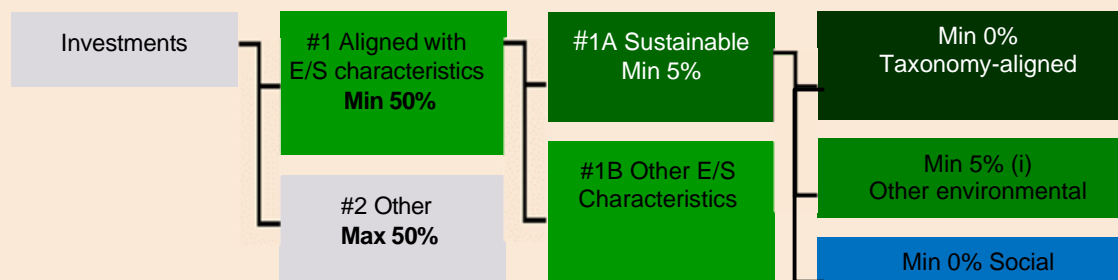 Investments
#1 Aligned with
E/S characteristics
Min 50%
#2 Other
Max 50%
#1A Sustainable
Min 5%
#1B Other E/S
Characteristics
Min 0%
Taxonomy-aligned
Min 5% (i)
Other environmental
Min 0% Social